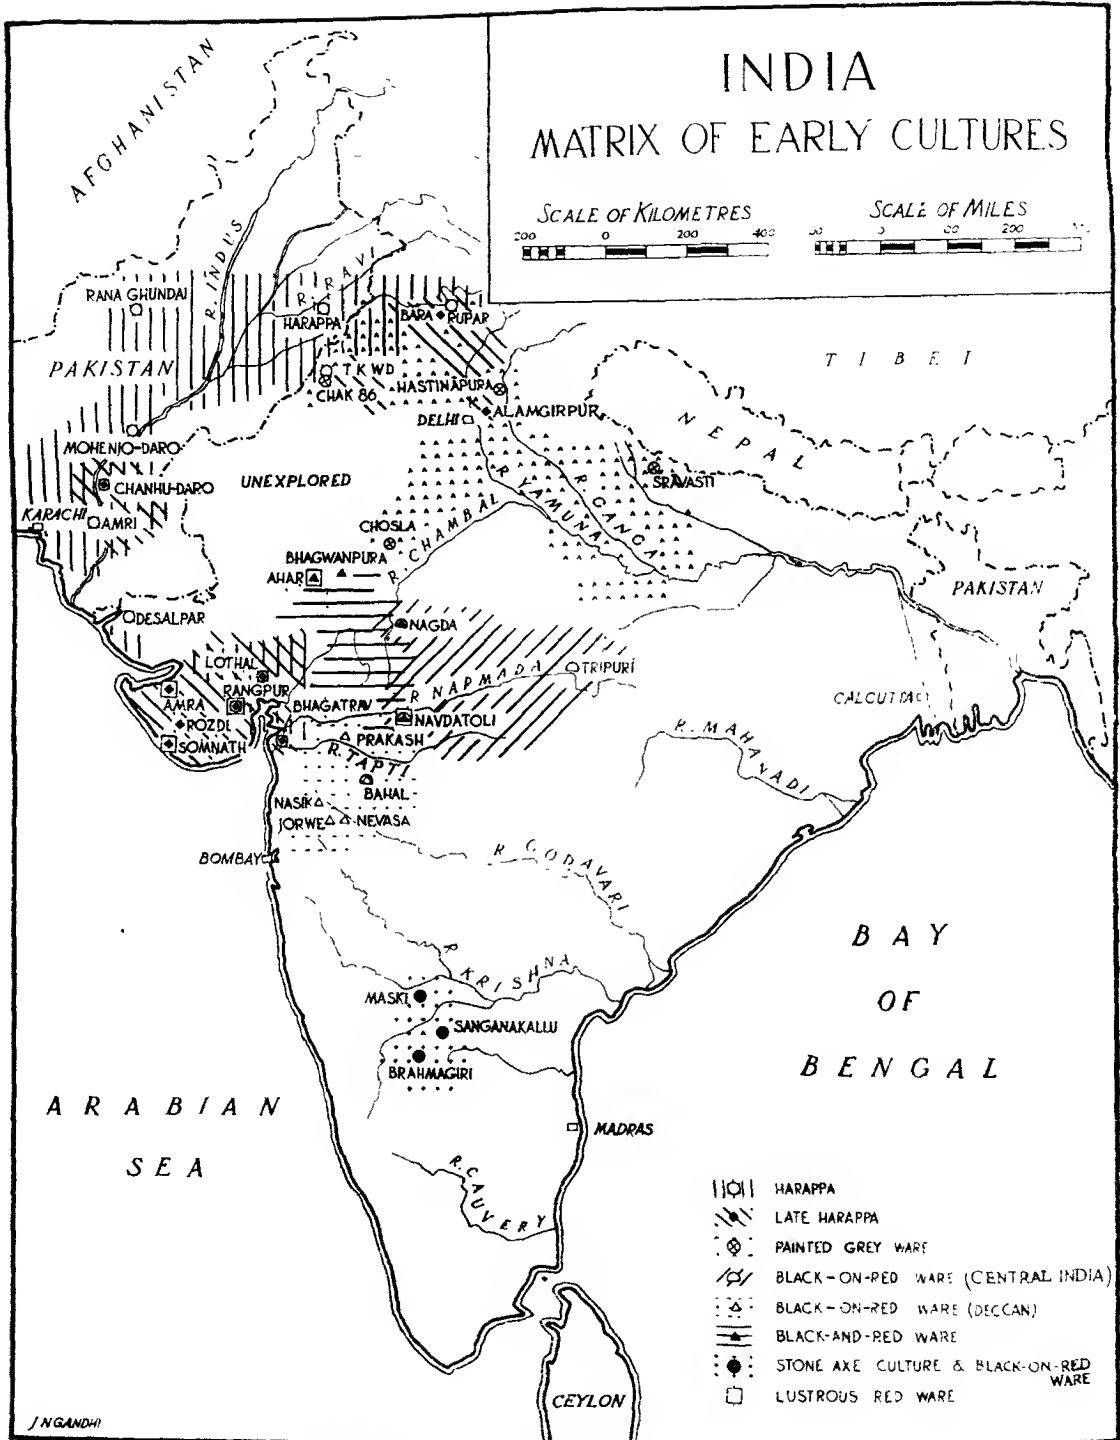 INDIA
MATRIX OF EARLY CULTURES
SCALE OF KILOMETRES
200 0 200 400
SCALE OF MILES
0 200
AFGHANISTAN
R. INDUS
R. RAVI
RANA GHUNDAI
HARAPPA
BARA
RUPAR
PAKISTAN
T K W D
CHAK 86
HASTINAPURA
TIBET
NEPAL
DELHI
ALAMGIRPUR
MOHENJO-DARO
CHANHU-DARO
UNEXPLORED
SRAVASTI
R. YAMUNA
R. GANGA
KARACHI
AMRI
CHOSLA
R. CHAMBAL
BHAGWANPURA
AHAR
PAKISTAN
DESALPAR
NAGDA
LOTHAL
TRIPURI
R NARMADA
RANGPUR
AMRA
BHAGATRAV
CALCUTTA
ROZDI
NAVDATOLI
SOMNATH
PRAKASH
R. TAPTI
R. MAHANADI
BAHAL
NASIK
JORWE
NEVASA
BOMBAY
R GODAVARI
BAY
OF
BENGAL
R KRISHNA
MASKI
SANGANAKALLU
BRAHMAGIRI
ARABIAN
SEA
MADRAS
R. CAUVERY
CEYLON
HARAPPA
LATE HARAPPA
PAINTED GREY WARE
BLACK-ON-RED WARE (CENTRAL INDIA)
BLACK-ON-RED WARE (DECCAN)
BLACK-AND-RED WARE
STONE AXE CULTURE & BLACK-ON-RED
WARE
LUSTROUS RED WARE
J N GANDHI